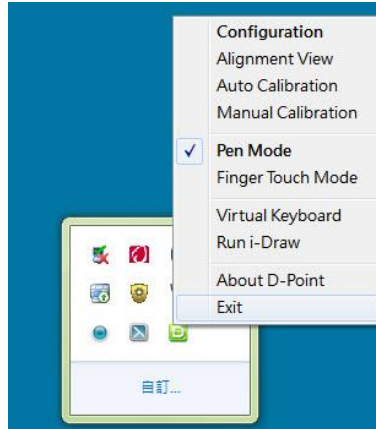 Configuration
Alignment View
Auto Calibration
Manual Calibration
Pen Mode
Finger Touch Mode
Virtual Keyboard
Run i-Draw
About D-Point
Exit
自訂...